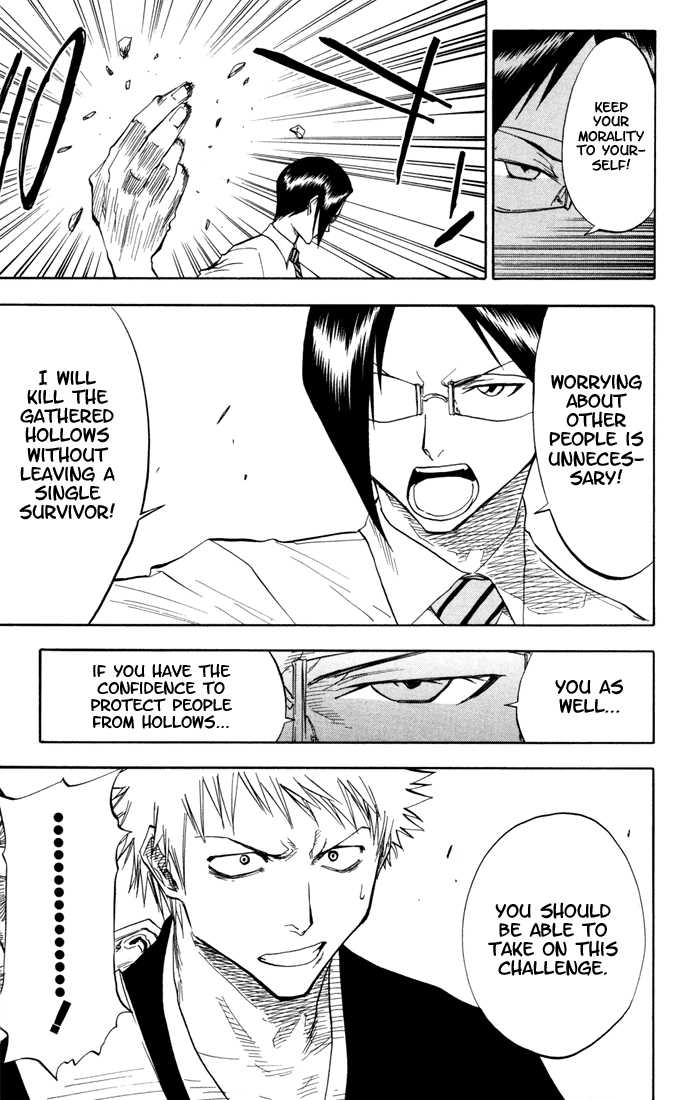 KEEP
YOUR
MORALITY
TO YOUR-
SELF!
WORRYING
ABOUT
OTHER
PEOPLE IS
UNNECES-
SARY!
I WILL
KILL THE
GATHERED
HOLLOWS
WITHOUT
LEAVING A
SINGLE
SURVIVOR!
YOU AS
WELL...
IF YOU HAVE THE
CONFIDENCE TO
PROTECT PEOPLE
FROM HOLLOWS...
YOU SHOULD
BE ABLE TO
TAKE ON THIS
CHALLENGE.
............!